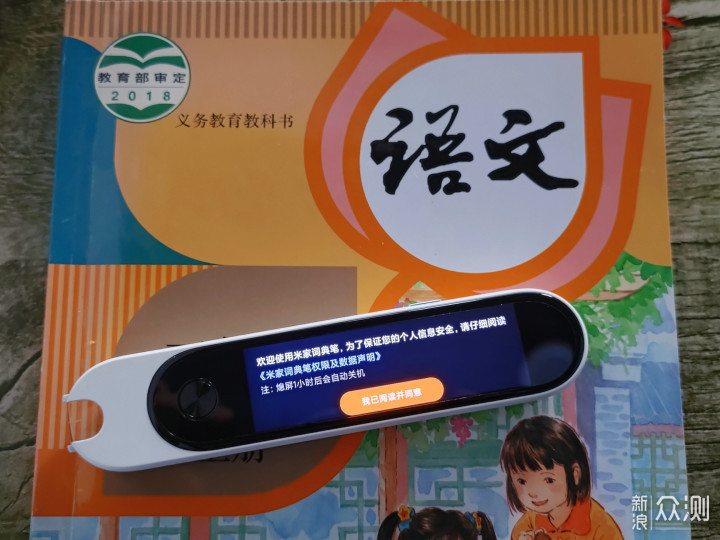 教育部审定
2018
义务教育教科书
语文
欢迎使用米家词典笔，为了保证您的个人信息安全，请仔细阅读
《米家词典笔权限及数据声明》
注：熄屏1小时后会自动关机
我已阅读并同意
册
新浪
众测